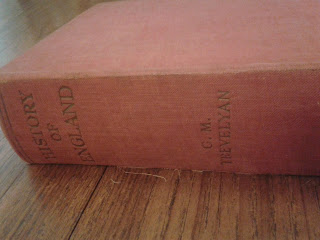 HISTORY
OF
ENGLAND
G. M.
TREVELYAN